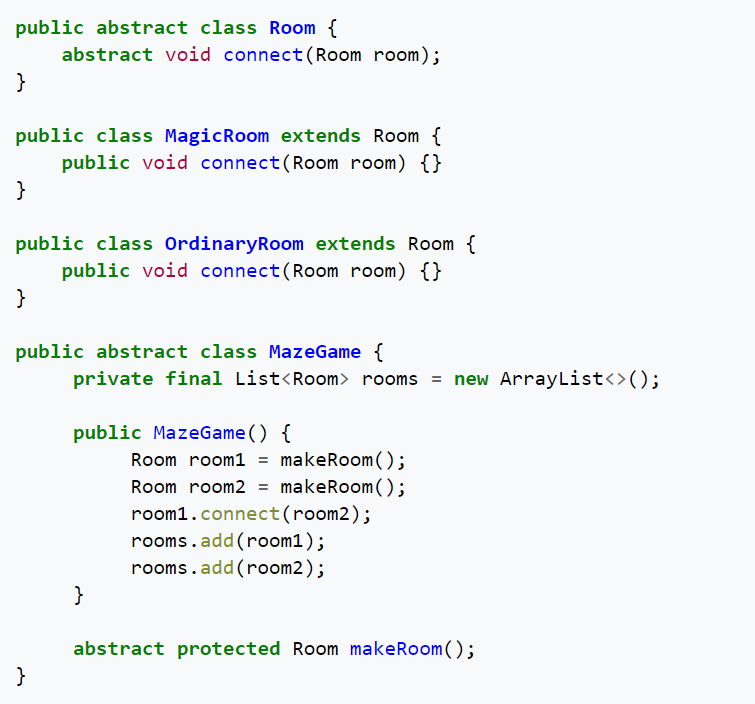 public abstract class Room {
    abstract void connect(Room room);
}

public class MagicRoom extends Room {
    public void connect(Room room) {}
}

public class OrdinaryRoom extends Room {
    public void connect(Room room) {}
}

public abstract class MazeGame {
     private final List<Room> rooms = new ArrayList<>();

     public MazeGame() {
          Room room1 = makeRoom();
          Room room2 = makeRoom();
          room1.connect(room2);
          rooms.add(room1);
          rooms.add(room2);
     }

     abstract protected Room makeRoom();
}